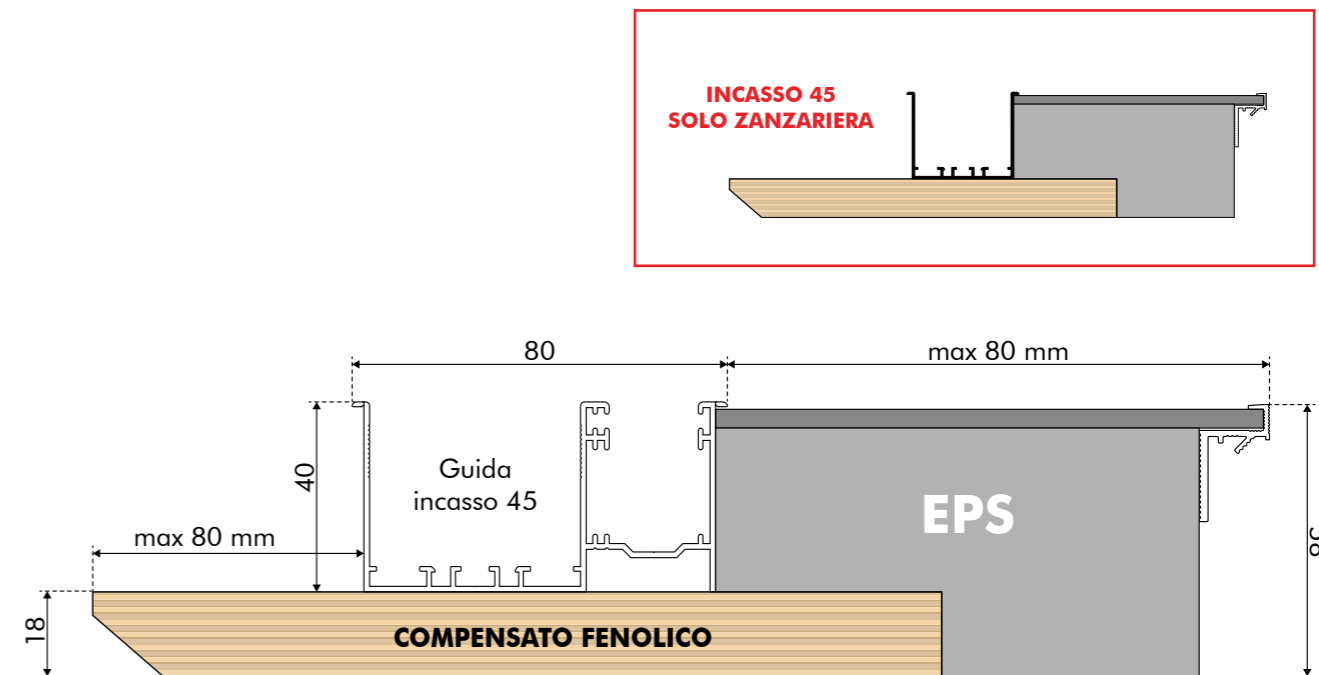 INCASSO 45
SOLO ZANZARIERA
80
max 80 mm
40
Guida
incasso 45
EPS
max 80 mm
18
COMPENSATO FENOLICO